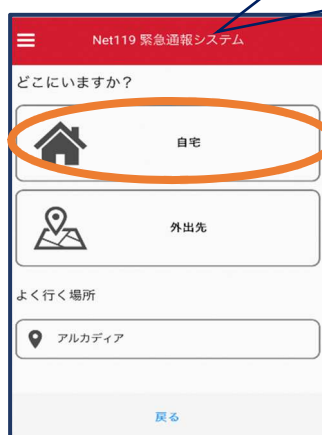 Net119 緊急通報システム
どこにいますか?
自宅
外出先
よく行く場所
アルカディア
戻る